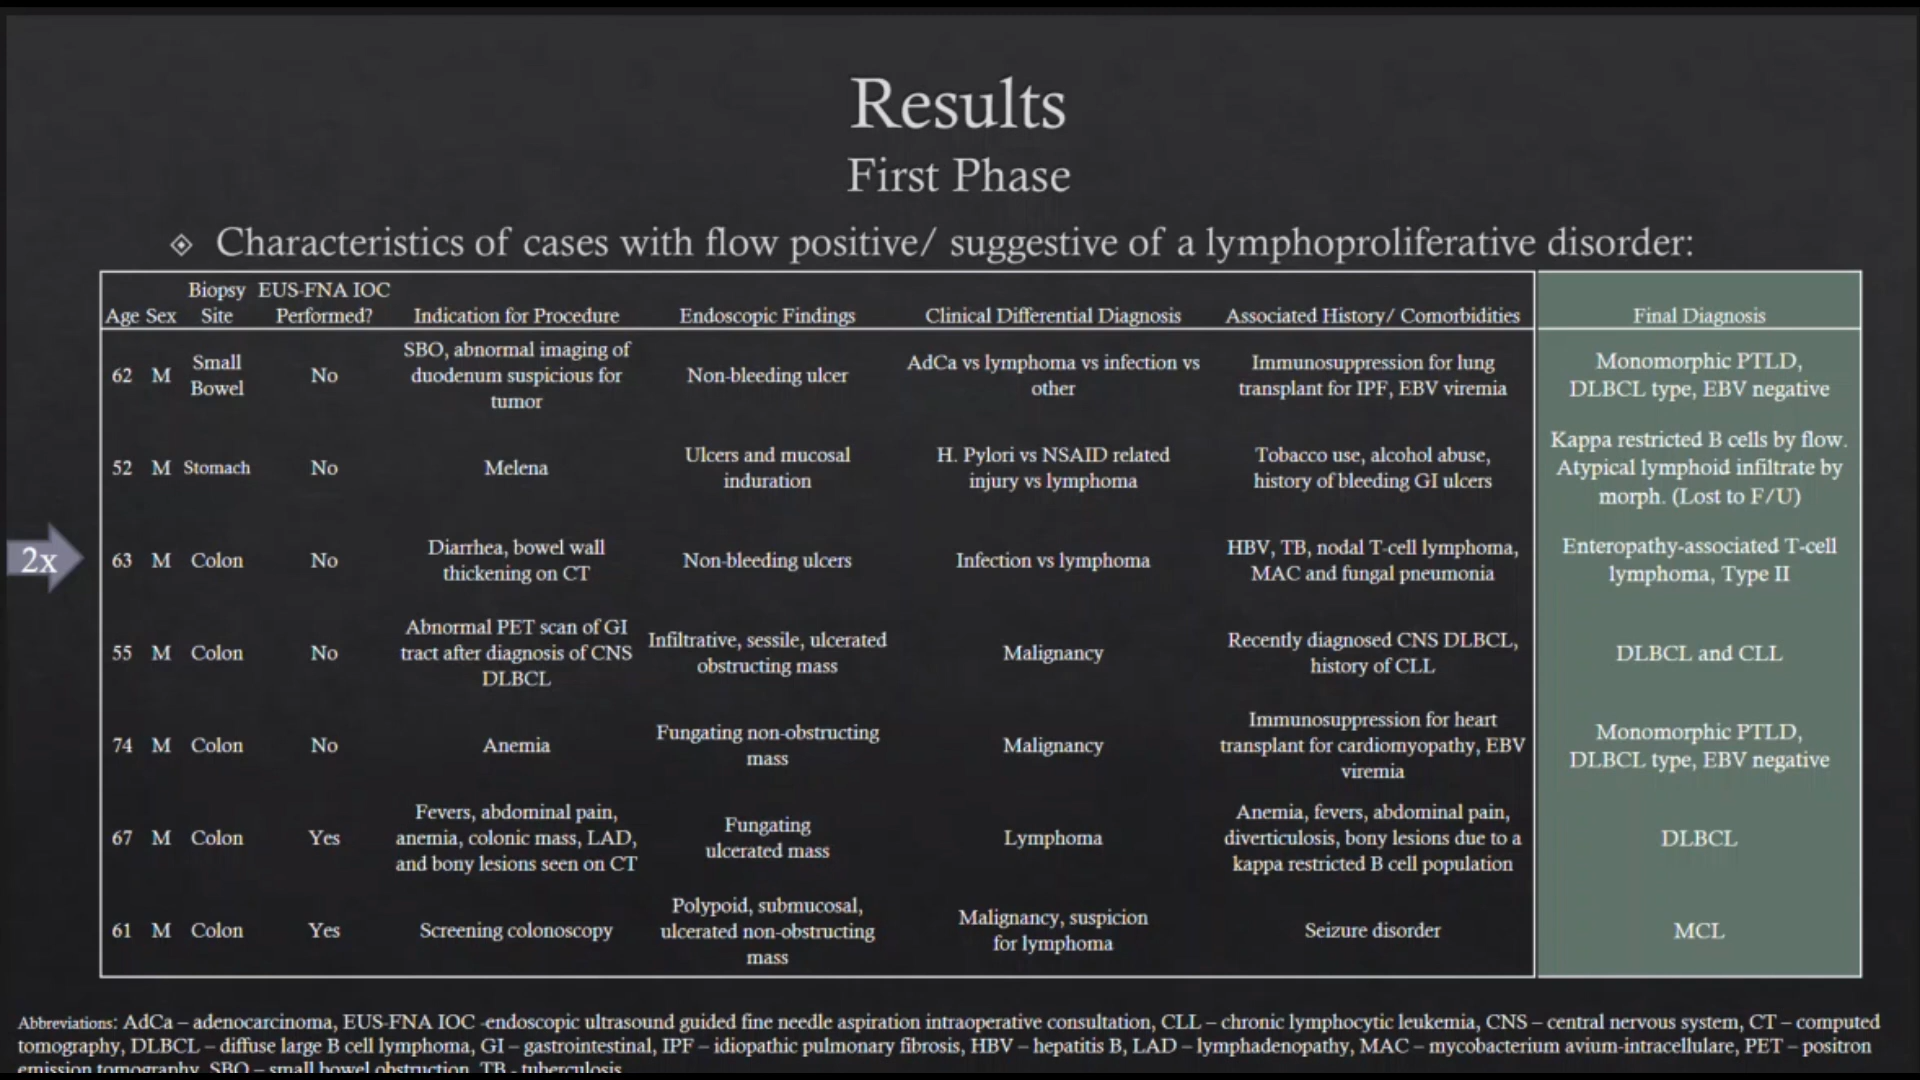 Results
First Phase
Characteristics of cases with flow positive/ suggestive of a lymphoproliferative disorder:
Age Sex Biopsy Site EUS-FNA IOC Performed? Indication for Procedure Endoscopic Findings Clinical Differential Diagnosis Associated History/ Comorbidities Final Diagnosis
62 M Small Bowel No SBO, abnormal imaging of duodenum suspicious for tumor Non-bleeding ulcer AdCa vs lymphoma vs infection vs other Immunosuppression for lung transplant for IPF, EBV viremia Monomorphic PTLD, DLBCL type, EBV negative
52 M Stomach No Melena Ulcers and mucosal induration H. Pylori vs NSAID related injury vs lymphoma Tobacco use, alcohol abuse, history of bleeding GI ulcers Kappa restricted B cells by flow. Atypical lymphoid infiltrate by morph. (Lost to F/U)
2x 63 M Colon No Diarrhea, bowel wall thickening on CT Non-bleeding ulcers Infection vs lymphoma HBV, TB, nodal T-cell lymphoma, MAC and fungal pneumonia Enteropathy-associated T-cell lymphoma, Type II
55 M Colon No Abnormal PET scan of GI tract after diagnosis of CNS DLBCL Infiltrative, sessile, ulcerated obstructing mass Malignancy Recently diagnosed CNS DLBCL, history of CLL DLBCL and CLL
74 M Colon No Anemia Fungating non-obstructing mass Malignancy Immunosuppression for heart transplant for cardiomyopathy, EBV viremia Monomorphic PTLD, DLBCL type, EBV negative
67 M Colon Yes Fevers, abdominal pain, anemia, colonic mass, LAD, and bony lesions seen on CT Fungating ulcerated mass Lymphoma Anemia, fevers, abdominal pain, diverticulosis, bony lesions due to a kappa restricted B cell population DLBCL
61 M Colon Yes Screening colonoscopy Polypoid, submucosal, ulcerated non-obstructing mass Malignancy, suspicion for lymphoma Seizure disorder MCL
Abbreviations: AdCa – adenocarcinoma, EUS-FNA IOC -endoscopic ultrasound guided fine needle aspiration intraoperative consultation, CLL – chronic lymphocytic leukemia, CNS – central nervous system, CT – computed
tomography, DLBCL – diffuse large B cell lymphoma, GI – gastrointestinal, IPF – idiopathic pulmonary fibrosis, HBV – hepatitis B, LAD – lymphadenopathy, MAC – mycobacterium avium-intracellulare, PET – positron
emission tomography, SBO – small bowel obstruction, TB - tuberculosis